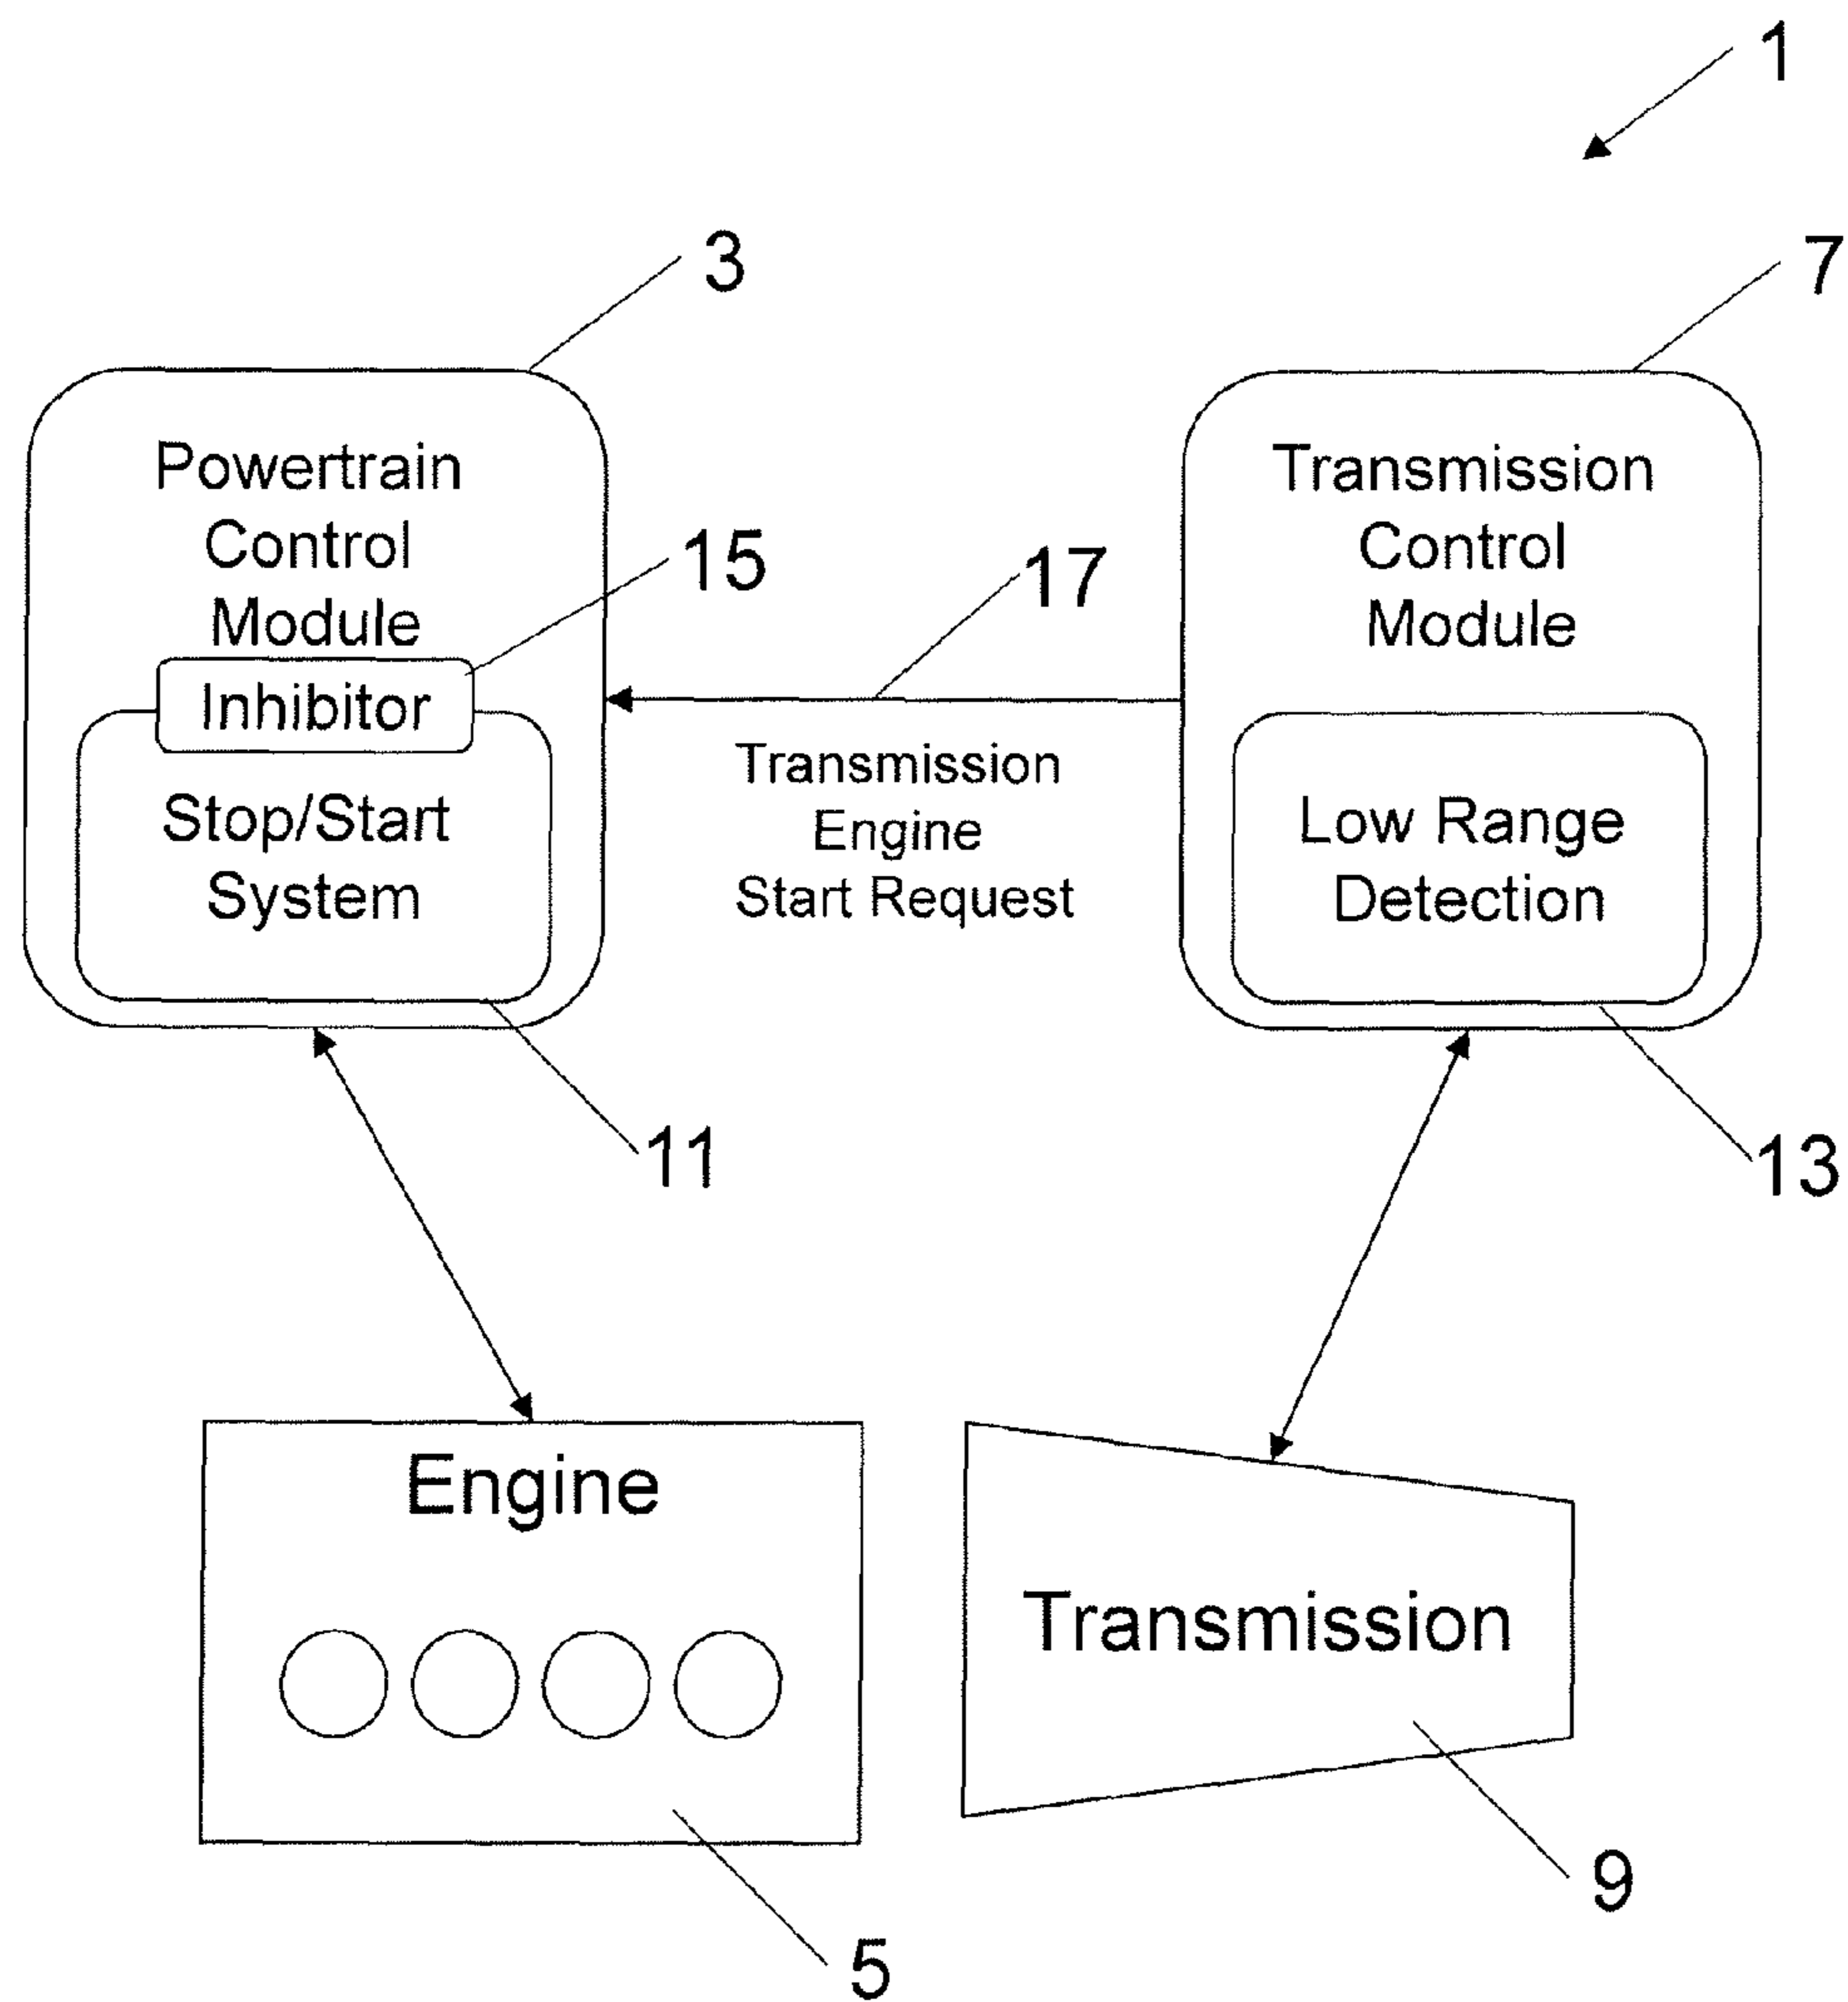 1
3
7
Powertrain
Control
Module
15
Inhibitor
Stop/Start
System
11
17
Transmission
Engine
Start Request
Transmission
Control
Module
Low Range
Detection
13
Engine
5
Transmission
9